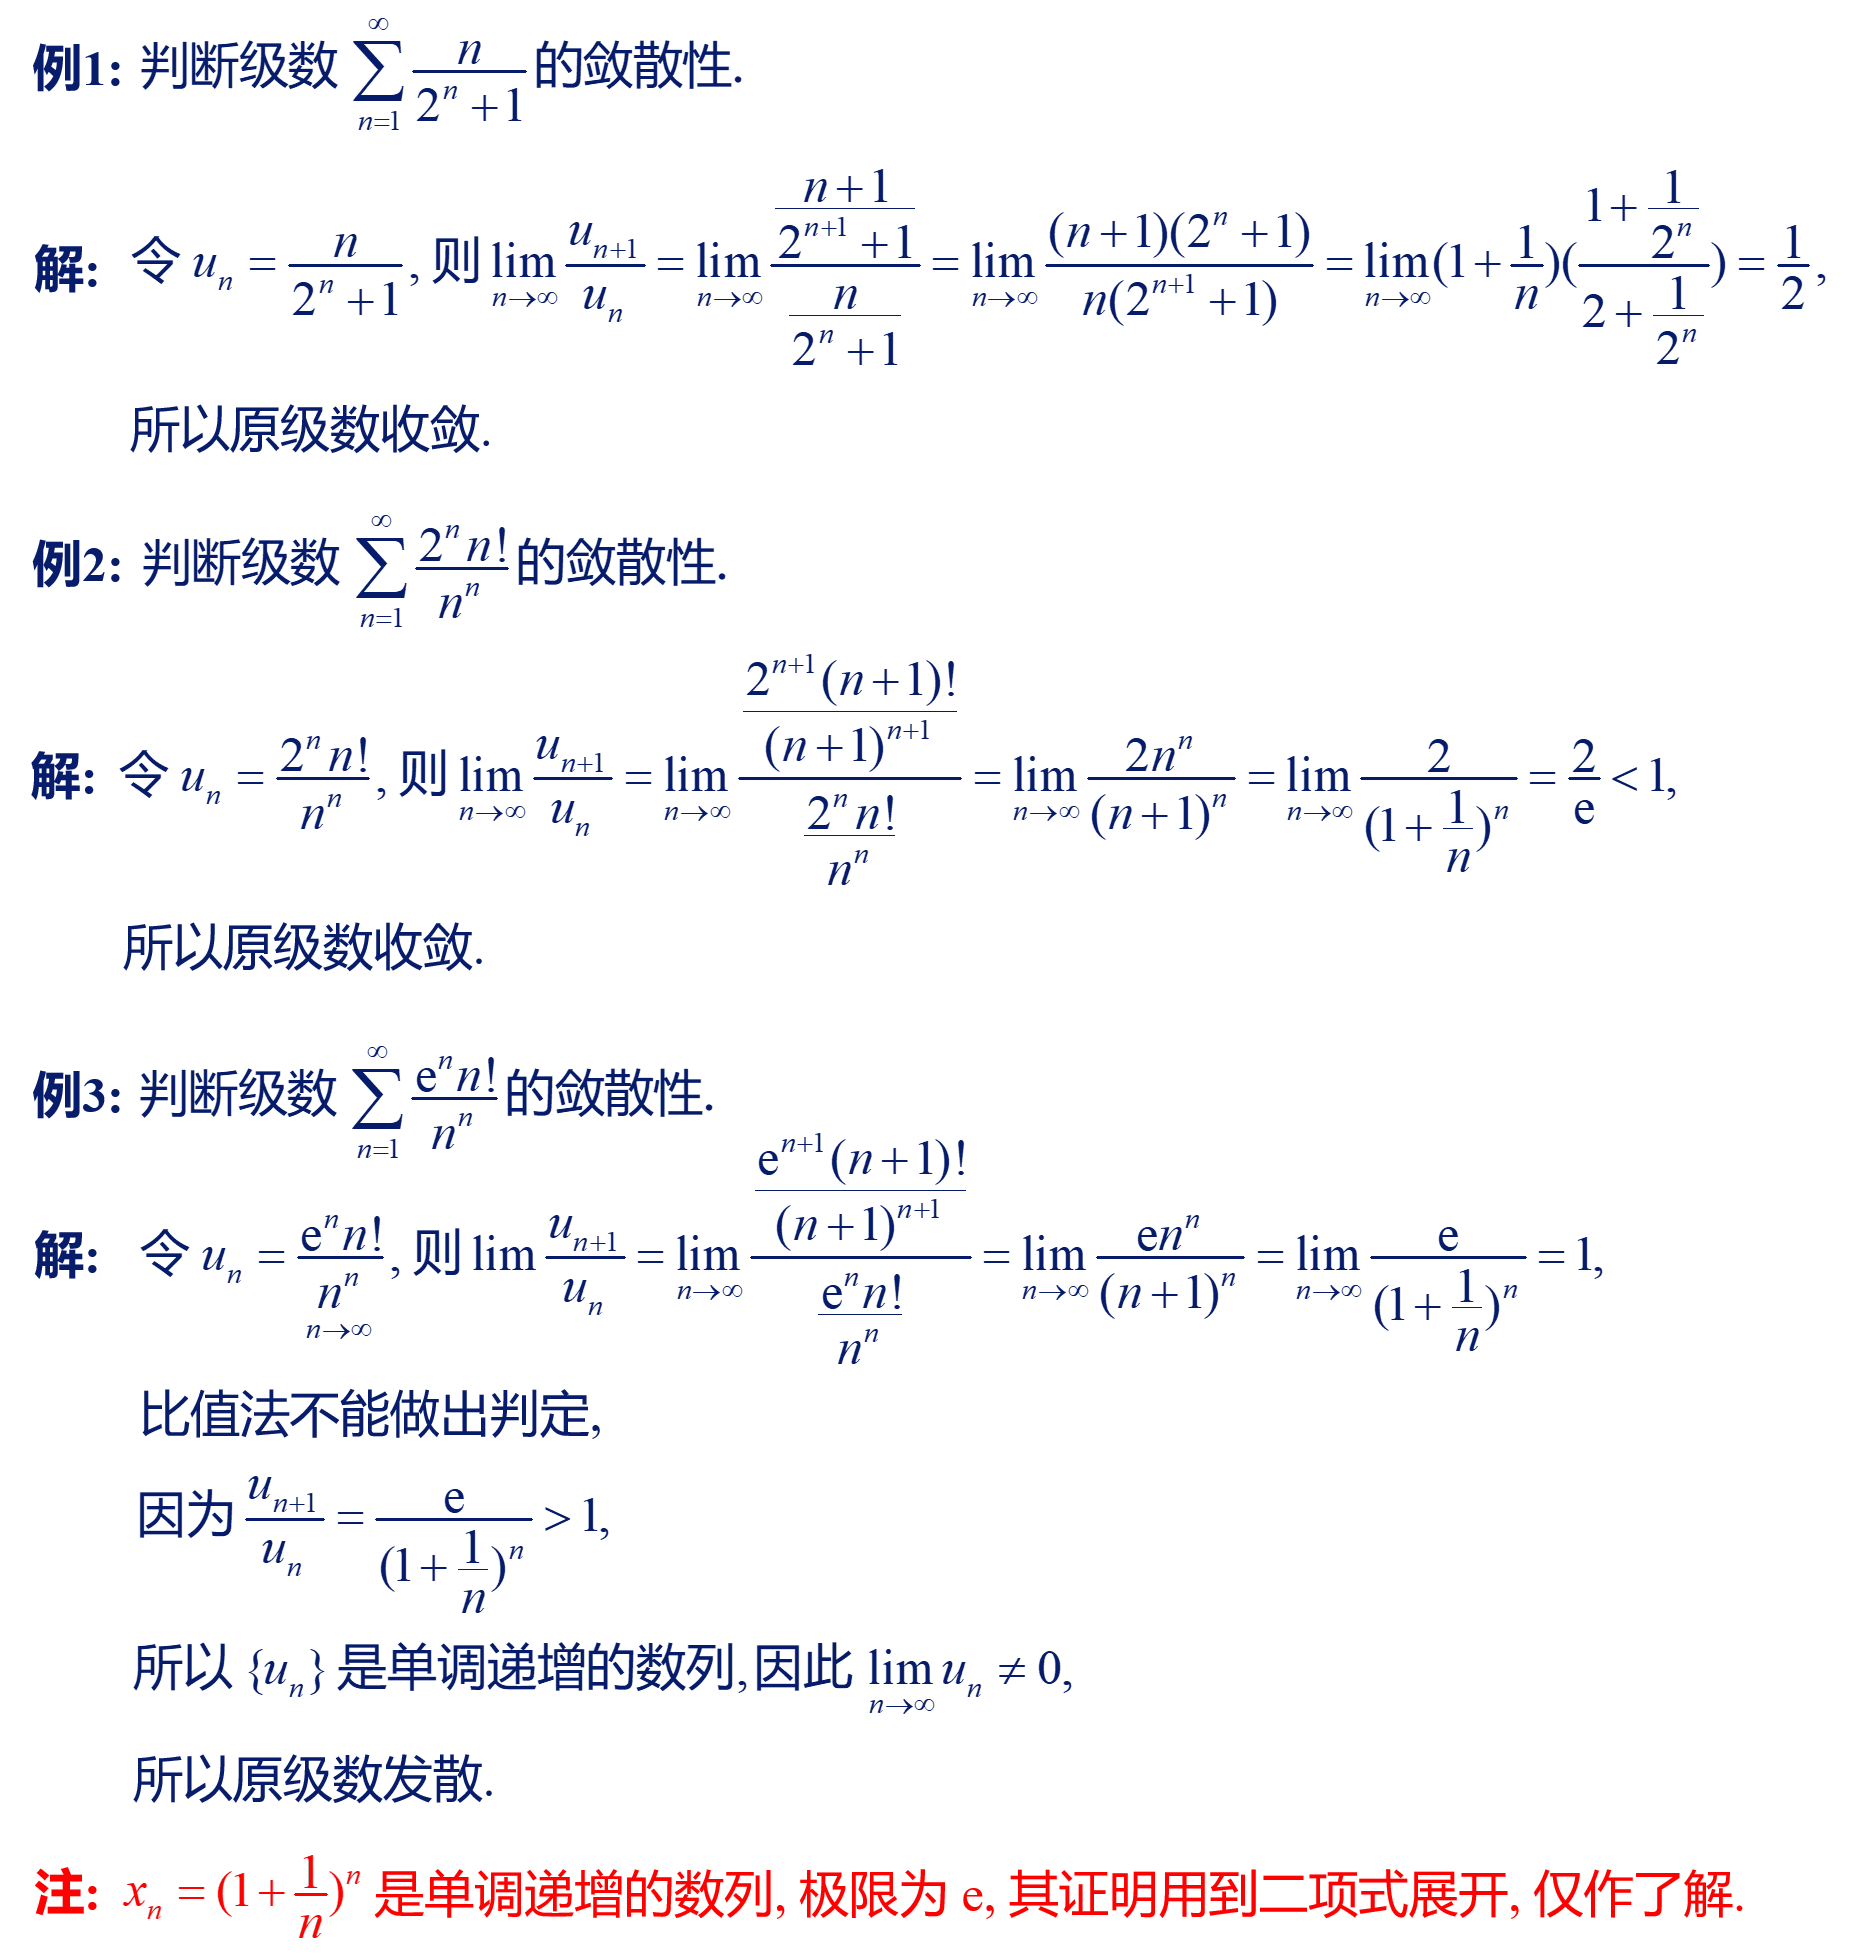 例1: 判断级数 $\sum_{n=1}^{\infty}\frac{n}{2^n+1}$ 的敛散性.
解: 令 $u_n=\frac{n}{2^n+1}$, 则 $\lim_{n\to\infty}\frac{u_{n+1}}{u_n}=\lim_{n\to\infty}\frac{\frac{n+1}{2^{n+1}+1}}{\frac{n}{2^n+1}}=\lim_{n\to\infty}\frac{(n+1)(2^n+1)}{n(2^{n+1}+1)}=\lim_{n\to\infty}(1+\frac{1}{n})(\frac{1+\frac{1}{2^n}}{2+\frac{1}{2^n}})=\frac{1}{2}$,
所以原级数收敛.
例2: 判断级数 $\sum_{n=1}^{\infty}\frac{2^n n!}{n^n}$ 的敛散性.
解: 令 $u_n=\frac{2^n n!}{n^n}$, 则 $\lim_{n\to\infty}\frac{u_{n+1}}{u_n}=\lim_{n\to\infty}\frac{\frac{2^{n+1}(n+1)!}{(n+1)^{n+1}}}{\frac{2^n n!}{n^n}}=\lim_{n\to\infty}\frac{2n^n}{(n+1)^n}=\lim_{n\to\infty}\frac{2}{(1+\frac{1}{n})^n}=\frac{2}{e}<1$,
所以原级数收敛.
例3: 判断级数 $\sum_{n=1}^{\infty}\frac{e^n n!}{n^n}$ 的敛散性.
解: 令 $u_n=\underset{n\to\infty}{\frac{e^n n!}{n^n}}$, 则 $\lim\frac{u_{n+1}}{u_n}=\lim_{n\to\infty}\frac{\frac{e^{n+1}(n+1)!}{(n+1)^{n+1}}}{\frac{e^n n!}{n^n}}=\lim_{n\to\infty}\frac{en^n}{(n+1)^n}=\lim_{n\to\infty}\frac{e}{(1+\frac{1}{n})^n}=1$,
比值法不能做出判定,
因为 $\frac{u_{n+1}}{u_n}=\frac{e}{(1+\frac{1}{n})^n}>1$,
所以 $\{u_n\}$ 是单调递增的数列, 因此 $\lim_{n\to\infty}u_n\neq 0$,
所以原级数发散.
注: $x_n=(1+\frac{1}{n})^n$ 是单调递增的数列, 极限为 e, 其证明用到二项式展开, 仅作了解.